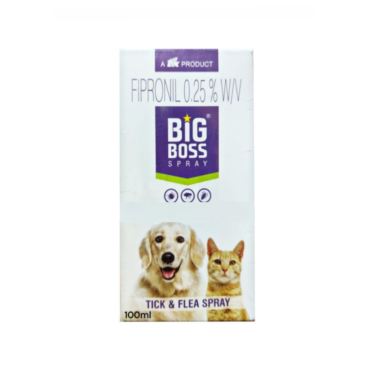 A PRODUCT
FIPRONIL 0.25 % W/V
BiG
BOSS®
SPRAY
TICK & FLEA SPRAY
100ml